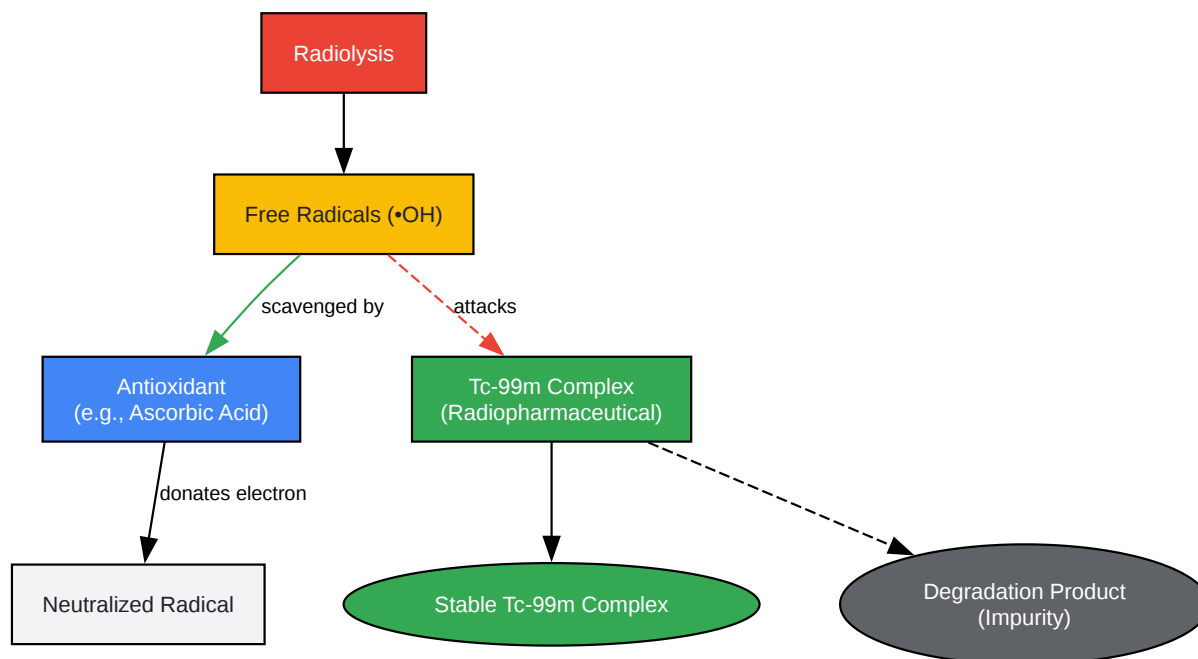 Radiolysis
Free Radicals (•OH)
scavenged by
attacks
Antioxidant
(e.g., Ascorbic Acid)
Tc-99m Complex
(Radiopharmaceutical)
donates electron
Neutralized Radical
Stable Tc-99m Complex
Degradation Product
(Impurity)